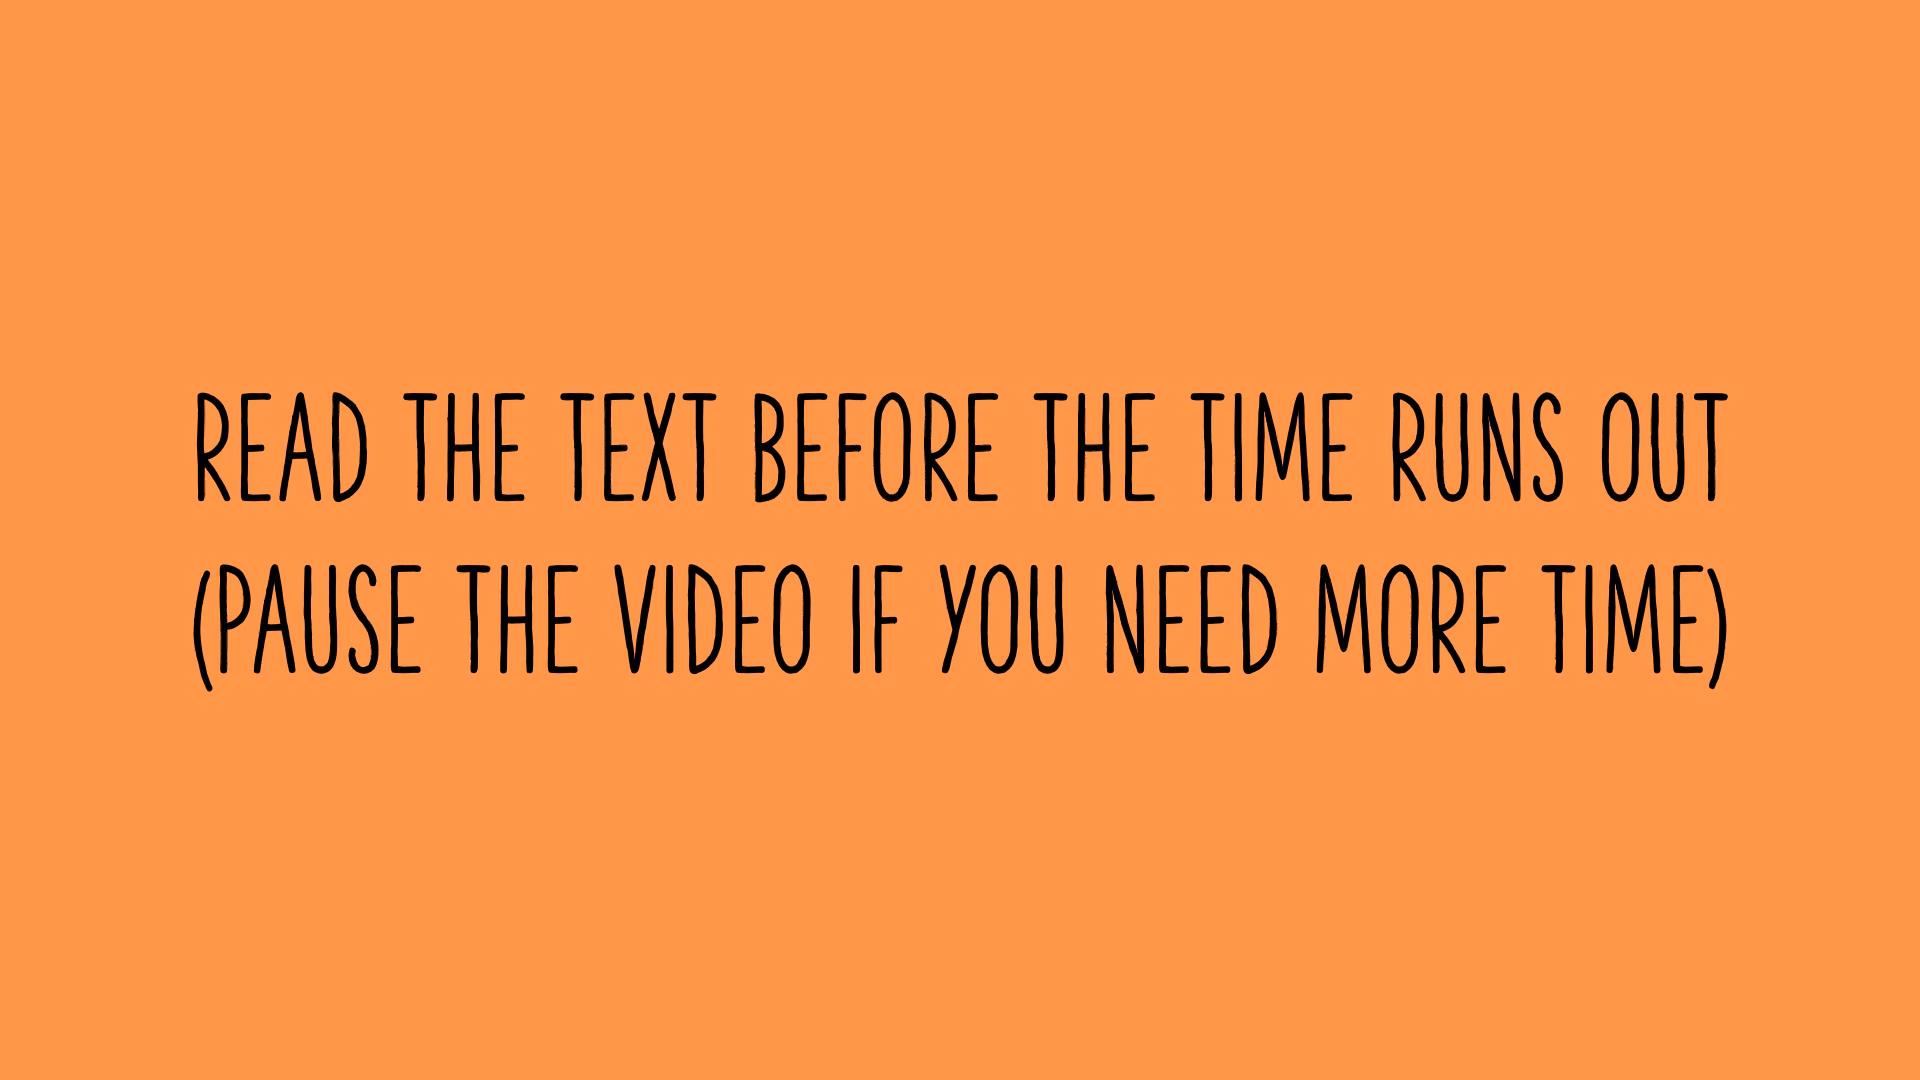 READ THE TEXT BEFORE THE TIME RUNS OUT
(PAUSE THE VIDEO IF YOU NEED MORE TIME)